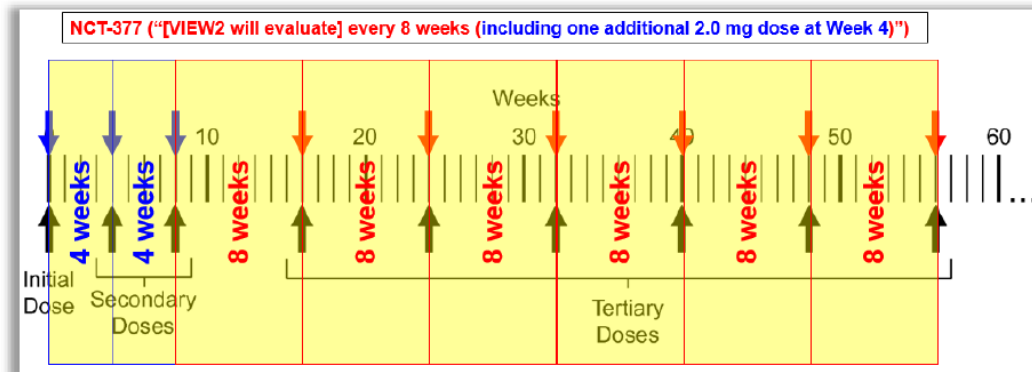 NCT-377 (“[VIEW2 will evaluate] every 8 weeks (including one additional 2.0 mg dose at Week 4)”)
Weeks
10 20 30 40 50 60
4 weeks 4 weeks 8 weeks 8 weeks 8 weeks 8 weeks 8 weeks 8 weeks
...
Initial
Dose
Secondary
Doses
Tertiary
Doses